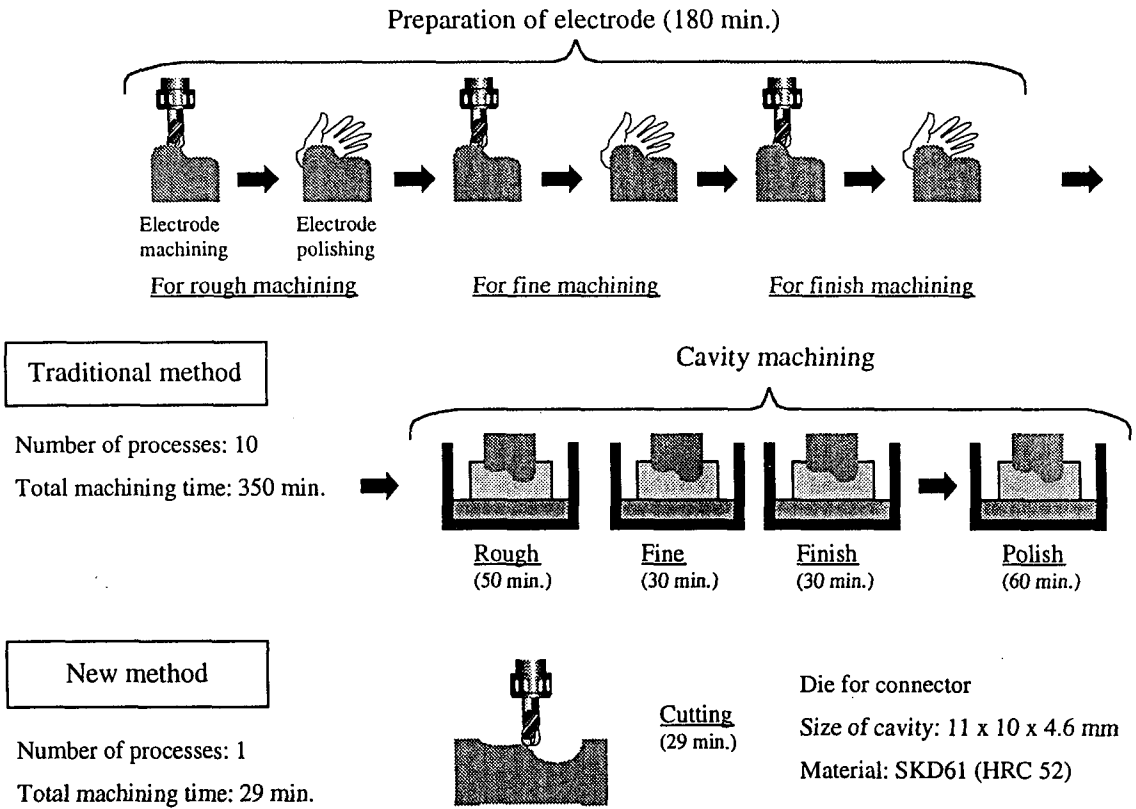 Preparation of electrode (180 min.)
Electrode
machining
Electrode
polishing
For rough machining
For fine machining
For finish machining
Traditional method
Number of processes: 10
Total machining time: 350 min.
Cavity machining
Rough
(50 min.)
Fine
(30 min.)
Finish
(30 min.)
Polish
(60 min.)
New method
Number of processes: 1
Total machining time: 29 min.
Cutting
(29 min.)
Die for connector
Size of cavity: 11 x 10 x 4.6 mm
Material: SKD61 (HRC 52)